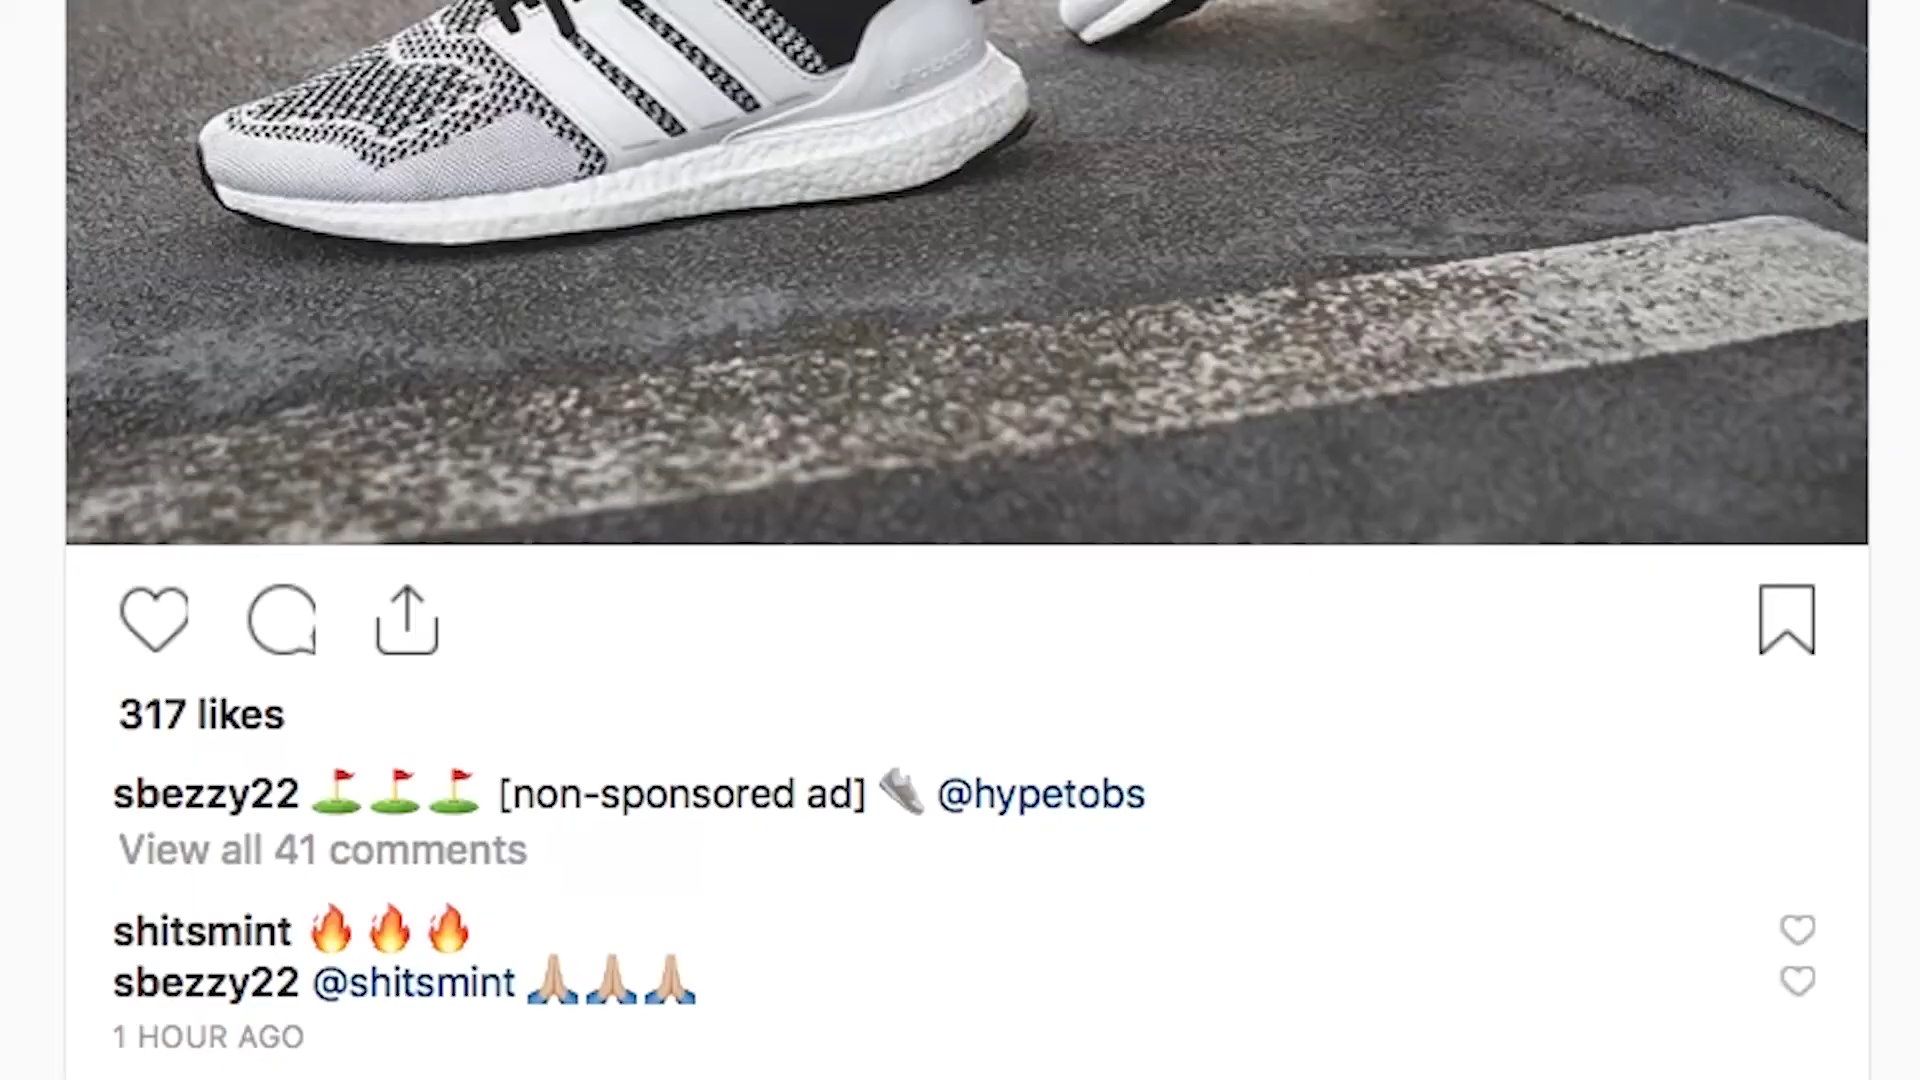 317 likes
sbezzy22 ⛳⛳⛳ [non-sponsored ad] 👟 @hypetobs
View all 41 comments
shitsmint 🔥🔥🔥
sbezzy22 @shitsmint 🙏🏼🙏🏼🙏🏼
1 HOUR AGO